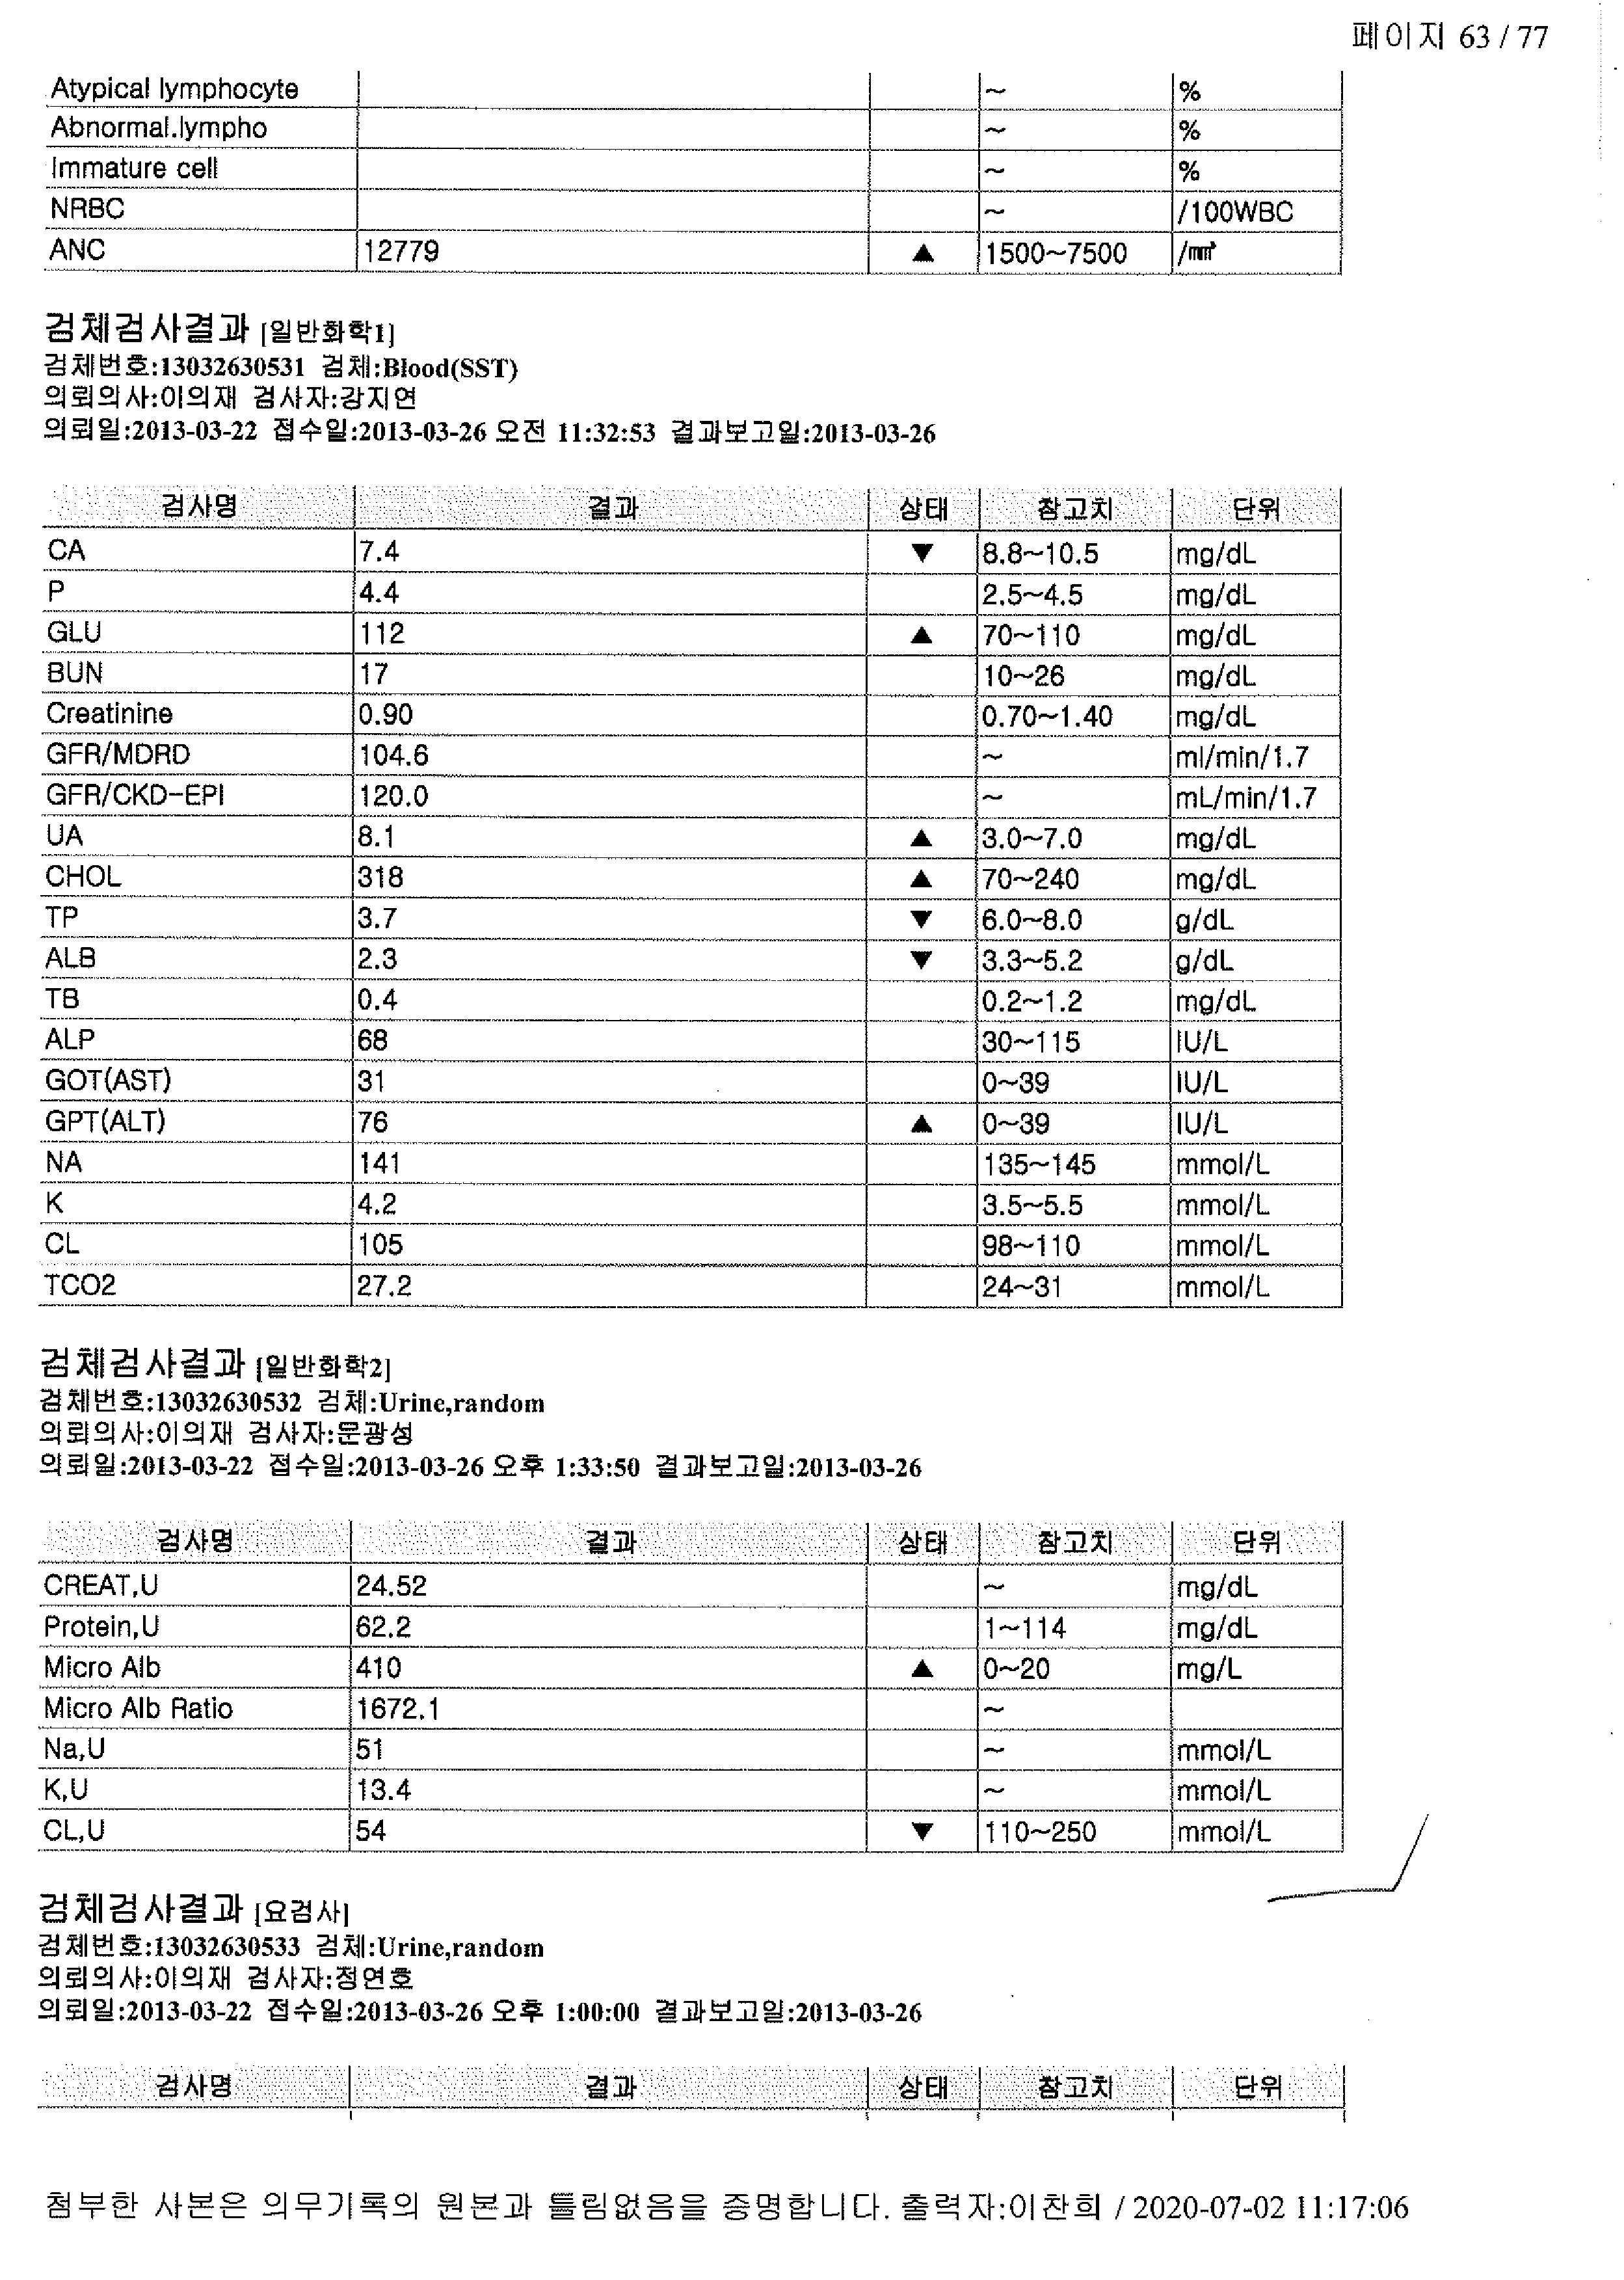 페이지 63 / 77
Atypical lymphocyte ~ %
Abnormal.lympho ~ %
Immature cell ~ %
NRBC ~ /100WBC
ANC 12779 ▲ 1500~7500 /㎣
검체검사결과 [일반화학1]
검체번호:13032630531 검체:Blood(SST)
의뢰의사:이의재 검사자:강지연
의뢰일:2013-03-22 접수일:2013-03-26 오전 11:32:53 결과보고일:2013-03-26
검사명 결과 상태 참고치 단위
CA 7.4 ▼ 8.8~10.5 mg/dL
P 4.4 2.5~4.5 mg/dL
GLU 112 ▲ 70~110 mg/dL
BUN 17 10~26 mg/dL
Creatinine 0.90 0.70~1.40 mg/dL
GFR/MDRD 104.6 ~ ml/min/1.7
GFR/CKD-EPI 120.0 ~ mL/min/1.7
UA 8.1 ▲ 3.0~7.0 mg/dL
CHOL 318 ▲ 70~240 mg/dL
TP 3.7 ▼ 6.0~8.0 g/dL
ALB 2.3 ▼ 3.3~5.2 g/dL
TB 0.4 0.2~1.2 mg/dL
ALP 68 30~115 IU/L
GOT(AST) 31 0~39 IU/L
GPT(ALT) 76 ▲ 0~39 IU/L
NA 141 135~145 mmol/L
K 4.2 3.5~5.5 mmol/L
CL 105 98~110 mmol/L
TCO2 27.2 24~31 mmol/L
검체검사결과 [일반화학2]
검체번호:13032630532 검체:Urine,random
의뢰의사:이의재 검사자:문광성
의뢰일:2013-03-22 접수일:2013-03-26 오후 1:33:50 결과보고일:2013-03-26
검사명 결과 상태 참고치 단위
CREAT,U 24.52 ~ mg/dL
Protein,U 62.2 1~114 mg/dL
Micro Alb 410 ▲ 0~20 mg/L
Micro Alb Ratio 1672.1 ~
Na,U 51 ~ mmol/L
K,U 13.4 ~ mmol/L
CL,U 54 ▼ 110~250 mmol/L
검체검사결과 [요검사]
검체번호:13032630533 검체:Urine,random
의뢰의사:이의재 검사자:정연호
의뢰일:2013-03-22 접수일:2013-03-26 오후 1:00:00 결과보고일:2013-03-26
검사명 결과 상태 참고치 단위
첨부한 사본은 의무기록의 원본과 틀림없음을 증명합니다. 출력자:이찬희 / 2020-07-02 11:17:06